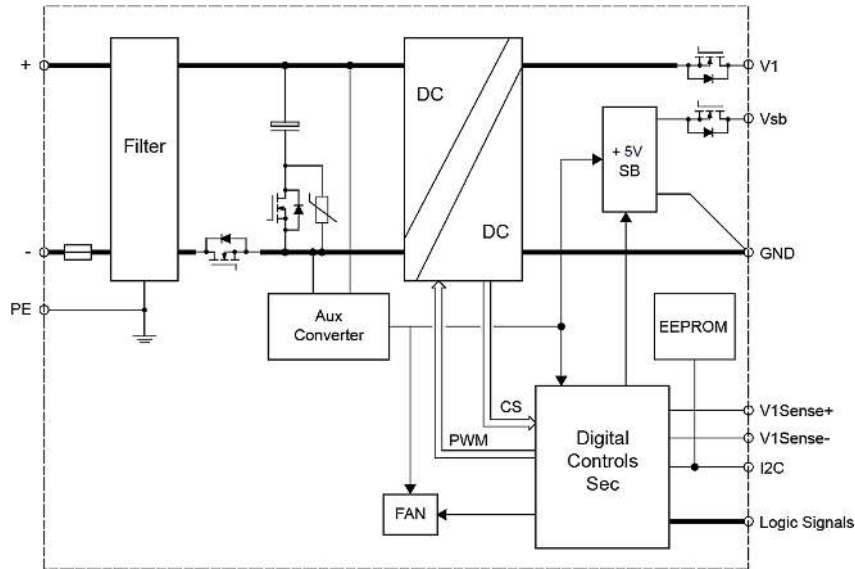 +
Filter
DC
DC
V1
Vsb
+ 5V
SB
-
GND
PE
Aux
Converter
EEPROM
CS
PWM
Digital
Controls
Sec
V1Sense+
V1Sense-
I2C
FAN
Logic Signals